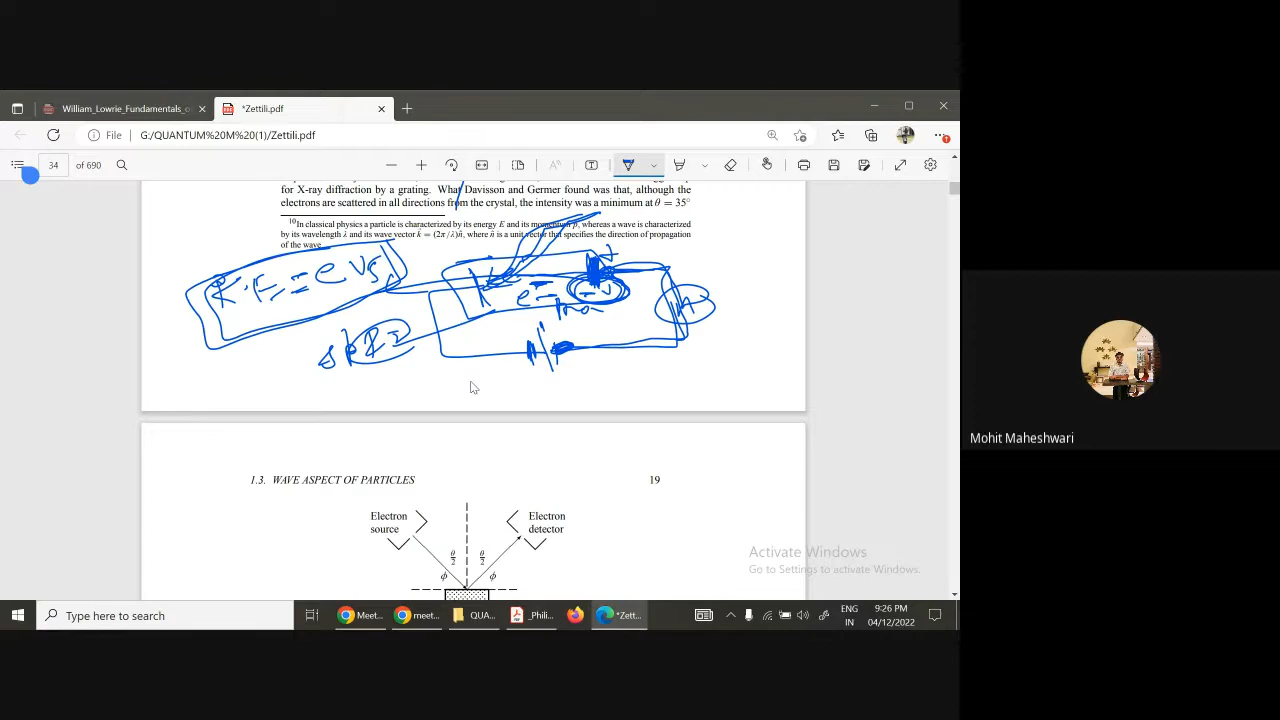 William_Lowrie_Fundamentals_o
*Zettili.pdf
File
G:/QUANTUM%20M%20(1)/Zettili.pdf
34 of 690
for X-ray diffraction by a grating. What Davisson and Germer found was that, although the
electrons are scattered in all directions from the crystal, the intensity was a minimum at θ = 35°
10In classical physics a particle is characterized by its energy E and its momentum p, whereas a wave is characterized
by its wavelength λ and its wave vector k = (2π/λ)n, where n is a unit vector that specifies the direction of propagation
of the wave.
K.E. = eVs
e
1.3. WAVE ASPECT OF PARTICLES
19
Electron
source
Electron
detector
θ/2
θ/2
ϕ
ϕ
Mohit Maheshwari
Activate Windows
Go to Settings to activate Windows.
Type here to search
Meet...
meet...
QUA...
_Phili...
*Zett...
ENG
IN
9:26 PM
04/12/2022